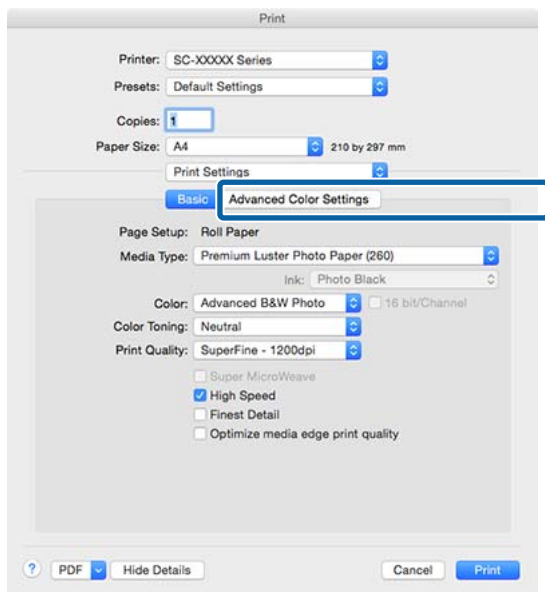 Print
Printer: SC-XXXXX Series
Presets: Default Settings
Copies: 1
Paper Size: A4 210 by 297 mm
Print Settings
Basic Advanced Color Settings
Page Setup: Roll Paper
Media Type: Premium Luster Photo Paper (260)
Ink: Photo Black
Color: Advanced B&W Photo 16 bit/Channel
Color Toning: Neutral
Print Quality: SuperFine - 1200dpi
Super MicroWeave
High Speed
Finest Detail
Optimize media edge print quality
? PDF Hide Details Cancel Print